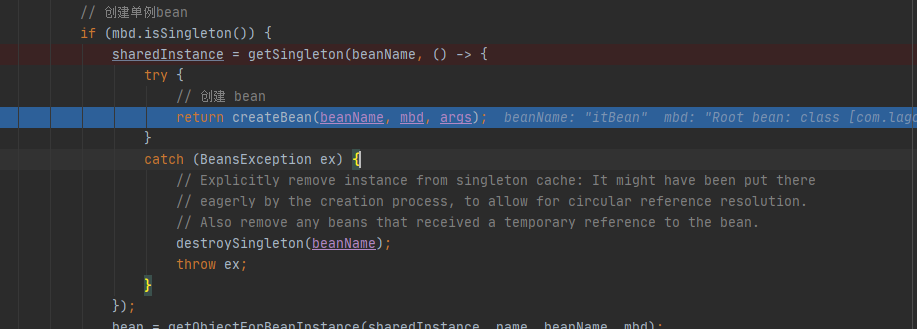 // 创建单例bean
if (mbd.isSingleton()) {
sharedInstance = getSingleton(beanName, () -> {
try {
// 创建 bean
return createBean(beanName, mbd, args); beanName: "itBean" mbd: "Root bean: class [com.lago
}
catch (BeansException ex) {
// Explicitly remove instance from singleton cache: It might have been put there
// eagerly by the creation process, to allow for circular reference resolution.
// Also remove any beans that received a temporary reference to the bean.
destroySingleton(beanName);
throw ex;
}
});
bean = getObjectForBeanInstance(sharedInstance, name, beanName, mbd);